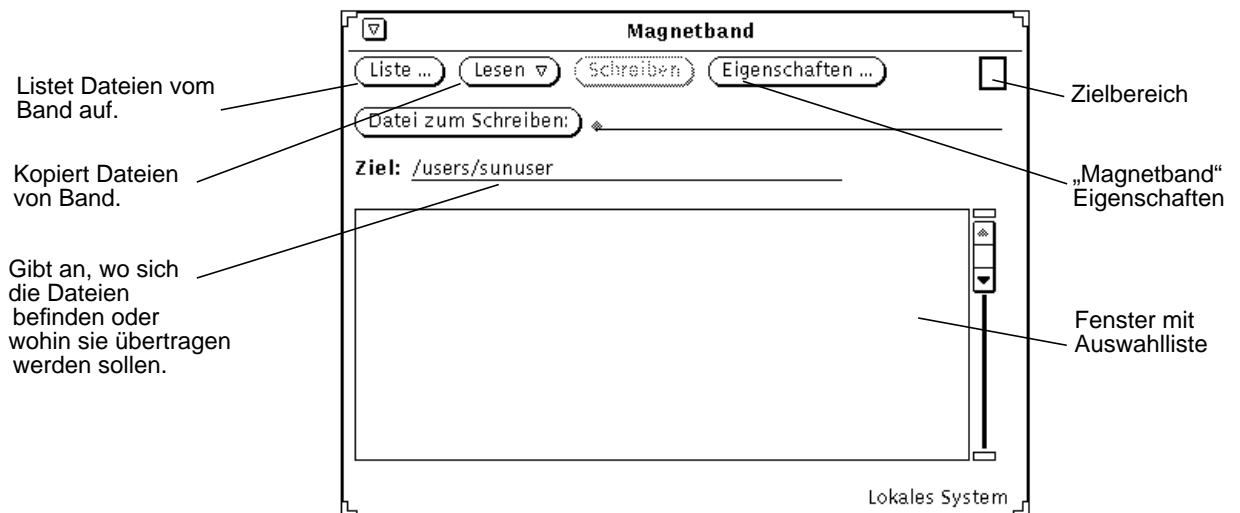 Magnetband
Liste ...
Lesen
Schreiben
Eigenschaften ...
Listet Dateien vom
Band auf.
Zielbereich
Datei zum Schreiben:
Kopiert Dateien
von Band.
Ziel: /users/sunuser
„Magnetband“
Eigenschaften
Gibt an, wo sich
die Dateien
befinden oder
wohin sie übertragen
werden sollen.
Fenster mit
Auswahlliste
Lokales System